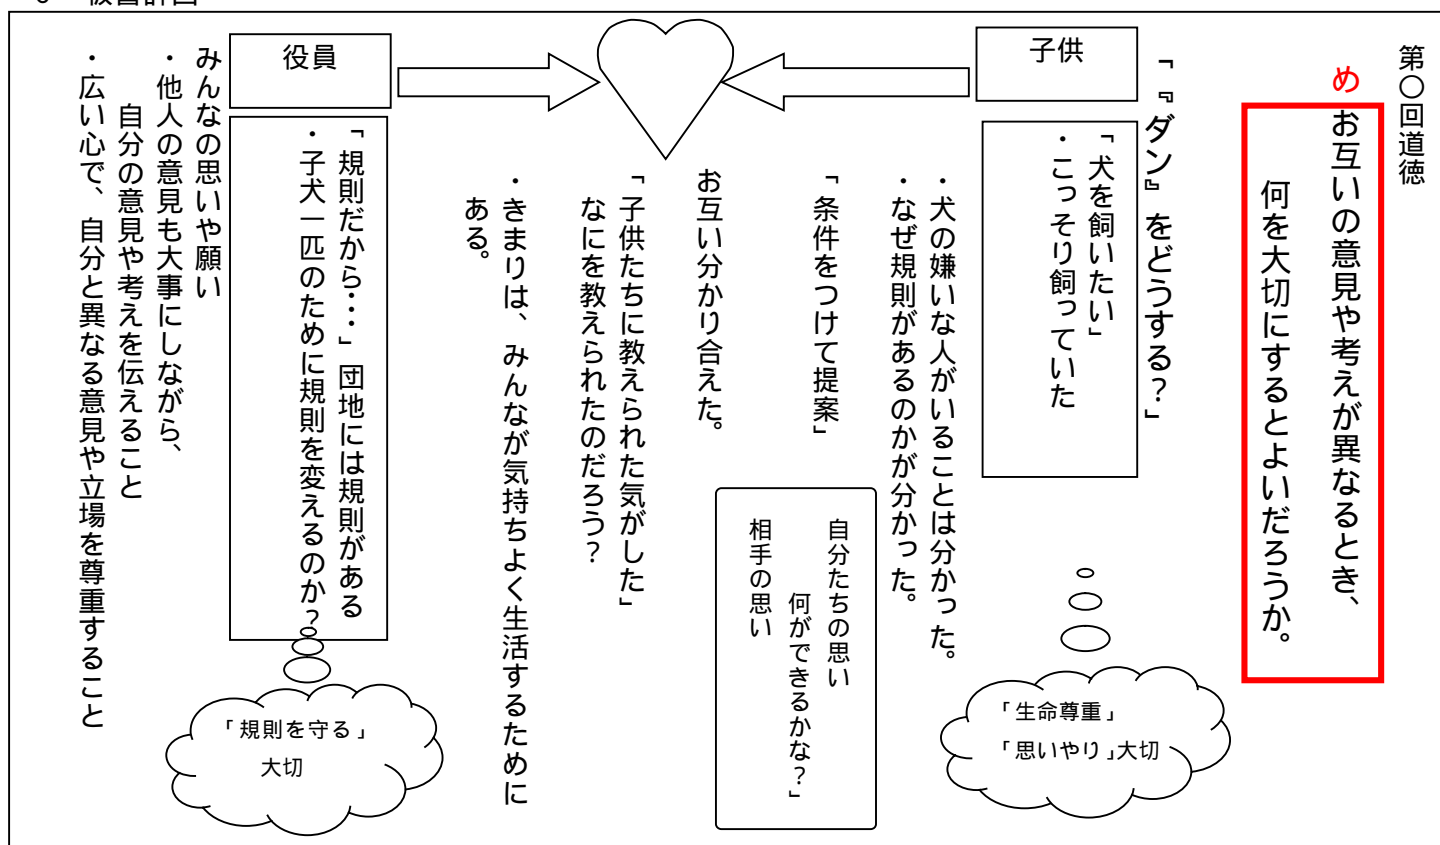 第〇回道徳
め
お互いの意見や考えが異なるとき、
何を大切にするとよいだろうか。
「『ダン』をどうする？」
子供
「犬を飼いたい」
・こっそり飼っていた
「生命尊重」
「思いやり」大切
・犬の嫌いな人がいることは分かった。
・なぜ規則があるのかが分かった。
「条件をつけて提案」
自分たちの思い
何ができるかな？」
相手の思い
お互い分かり合えた。
「子供たちに教えられた気がした」
なにを教えられたのだろう？
・きまりは、みんなが気持ちよく生活するために
ある。
役員
「規則だから・・・」団地には規則がある
・子犬一匹のために規則を変えるのか？
「規則を守る」
大切
みんなの思いや願い
・他人の意見も大事にしながら、
自分の意見や考えを伝えること
・広い心で、自分と異なる意見や立場を尊重すること